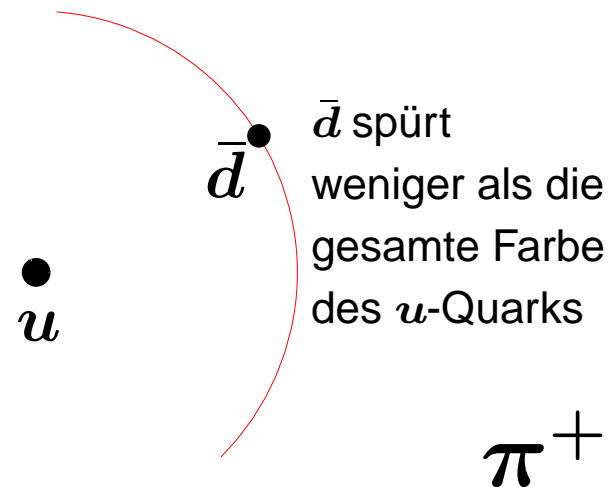 d̄ spürt
d̄
weniger als die
gesamte Farbe
u
des u-Quarks
π⁺